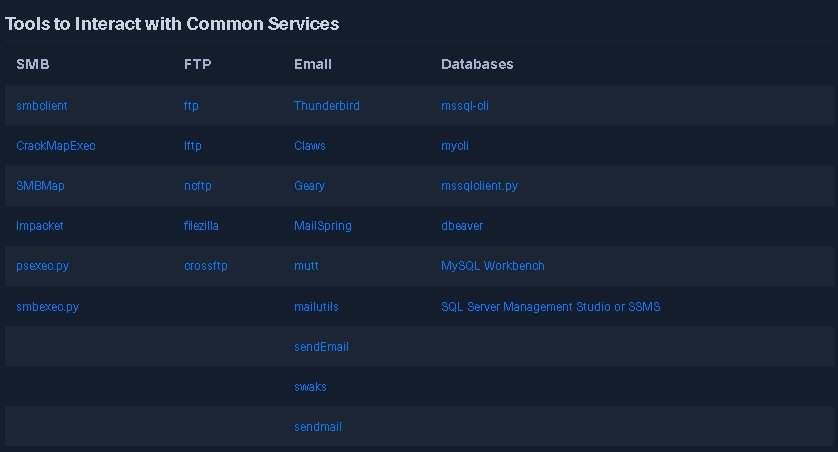 Tools to Interact with Common Services
SMB FTP Email Databases
smbclient ftp Thunderbird mssql-cli
CrackMapExec lftp Claws mycli
SMBMap ncftp Geary mssqlclient.py
Impacket filezilla MailSpring dbeaver
psexec.py crossftp mutt MySQL Workbench
smbexec.py mailutils SQL Server Management Studio or SSMS
sendEmail
swaks
sendmail